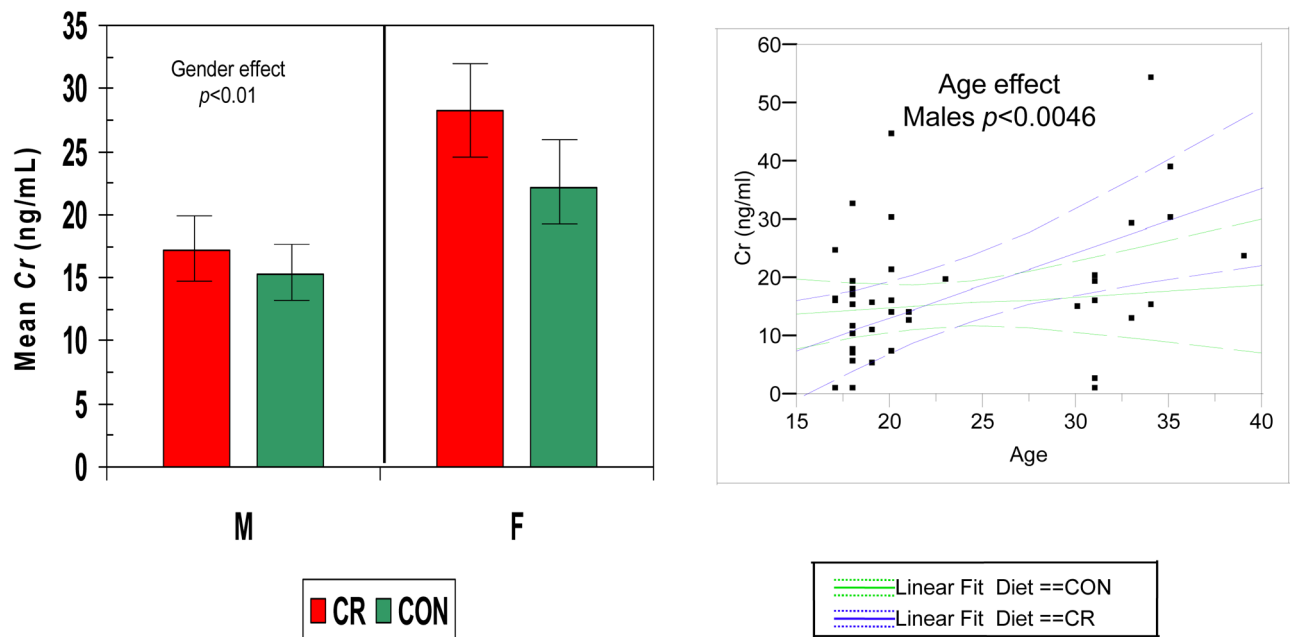 35
30
25
20
15
10
5
0
Mean Cr (ng/mL)
Gender effect
p<0.01
M F
CR CON
60
50
40
30
20
10
0
Cr (ng/ml)
Age effect
Males p<0.0046
15 20 25 30 35 40
Age
Linear Fit Diet ==CON
Linear Fit Diet ==CR